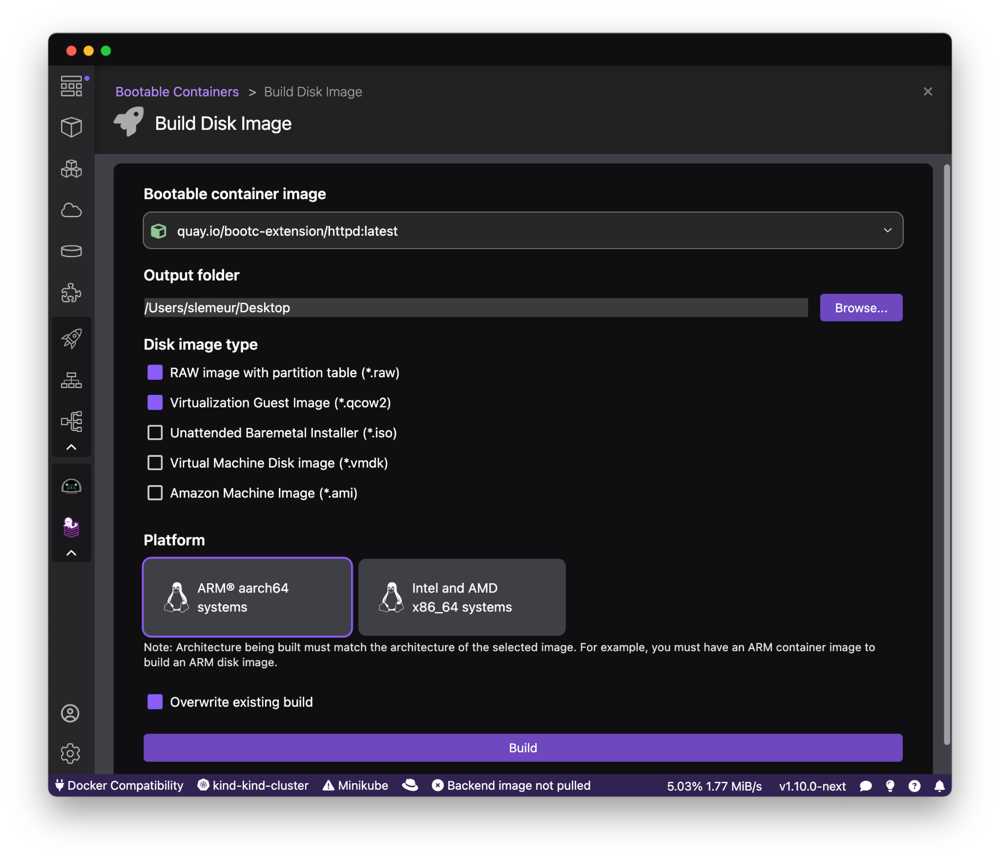 Bootable Containers > Build Disk Image
Build Disk Image
Bootable container image
quay.io/bootc-extension/httpd:latest
Output folder
/Users/slemeur/Desktop
Browse...
Disk image type
RAW image with partition table (*.raw)
Virtualization Guest Image (*.qcow2)
Unattended Baremetal Installer (*.iso)
Virtual Machine Disk image (*.vmdk)
Amazon Machine Image (*.ami)
Platform
ARM® aarch64
systems
Intel and AMD
x86_64 systems
Note: Architecture being built must match the architecture of the selected image. For example, you must have an ARM container image to
build an ARM disk image.
Overwrite existing build
Build
Docker Compatibility kind-kind-cluster Minikube Backend image not pulled 5.03% 1.77 MiB/s v1.10.0-next